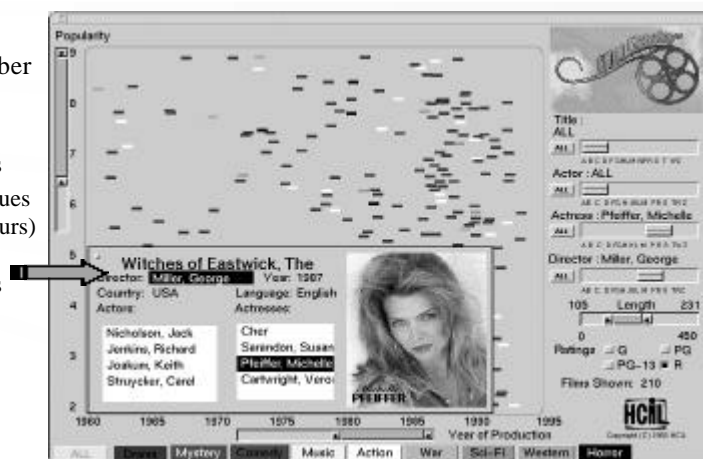 ber
s
ues
urs)
s
Popularity
9
8
7
6
5
4
3
2
Witches of Eastwick, The
Director: Miller, George Year: 1987
Country: USA Language: English
Actors: Actresses:
Nicholson, Jack
Jenkins, Richard
Joakum, Keith
Struycker, Carel
Cher
Sarandon, Susan
Pfeiffer, Michelle
Cartwright, Vero
PFEIFFER
1960 1965 1970 1975 1980 1985 1990 1995
Year of Production
ALL Drama Mystery Comedy Music Action War Sci-Fi Western Horror
Title :
ALL
ALL
Actor : ALL
ALL
Actress : Pfeiffer, Michelle
ALL
Director : Miller, George
ALL
105 Length 231
0 450
Ratings G PG
PG-13 R
Films Shown: 210
HCIL